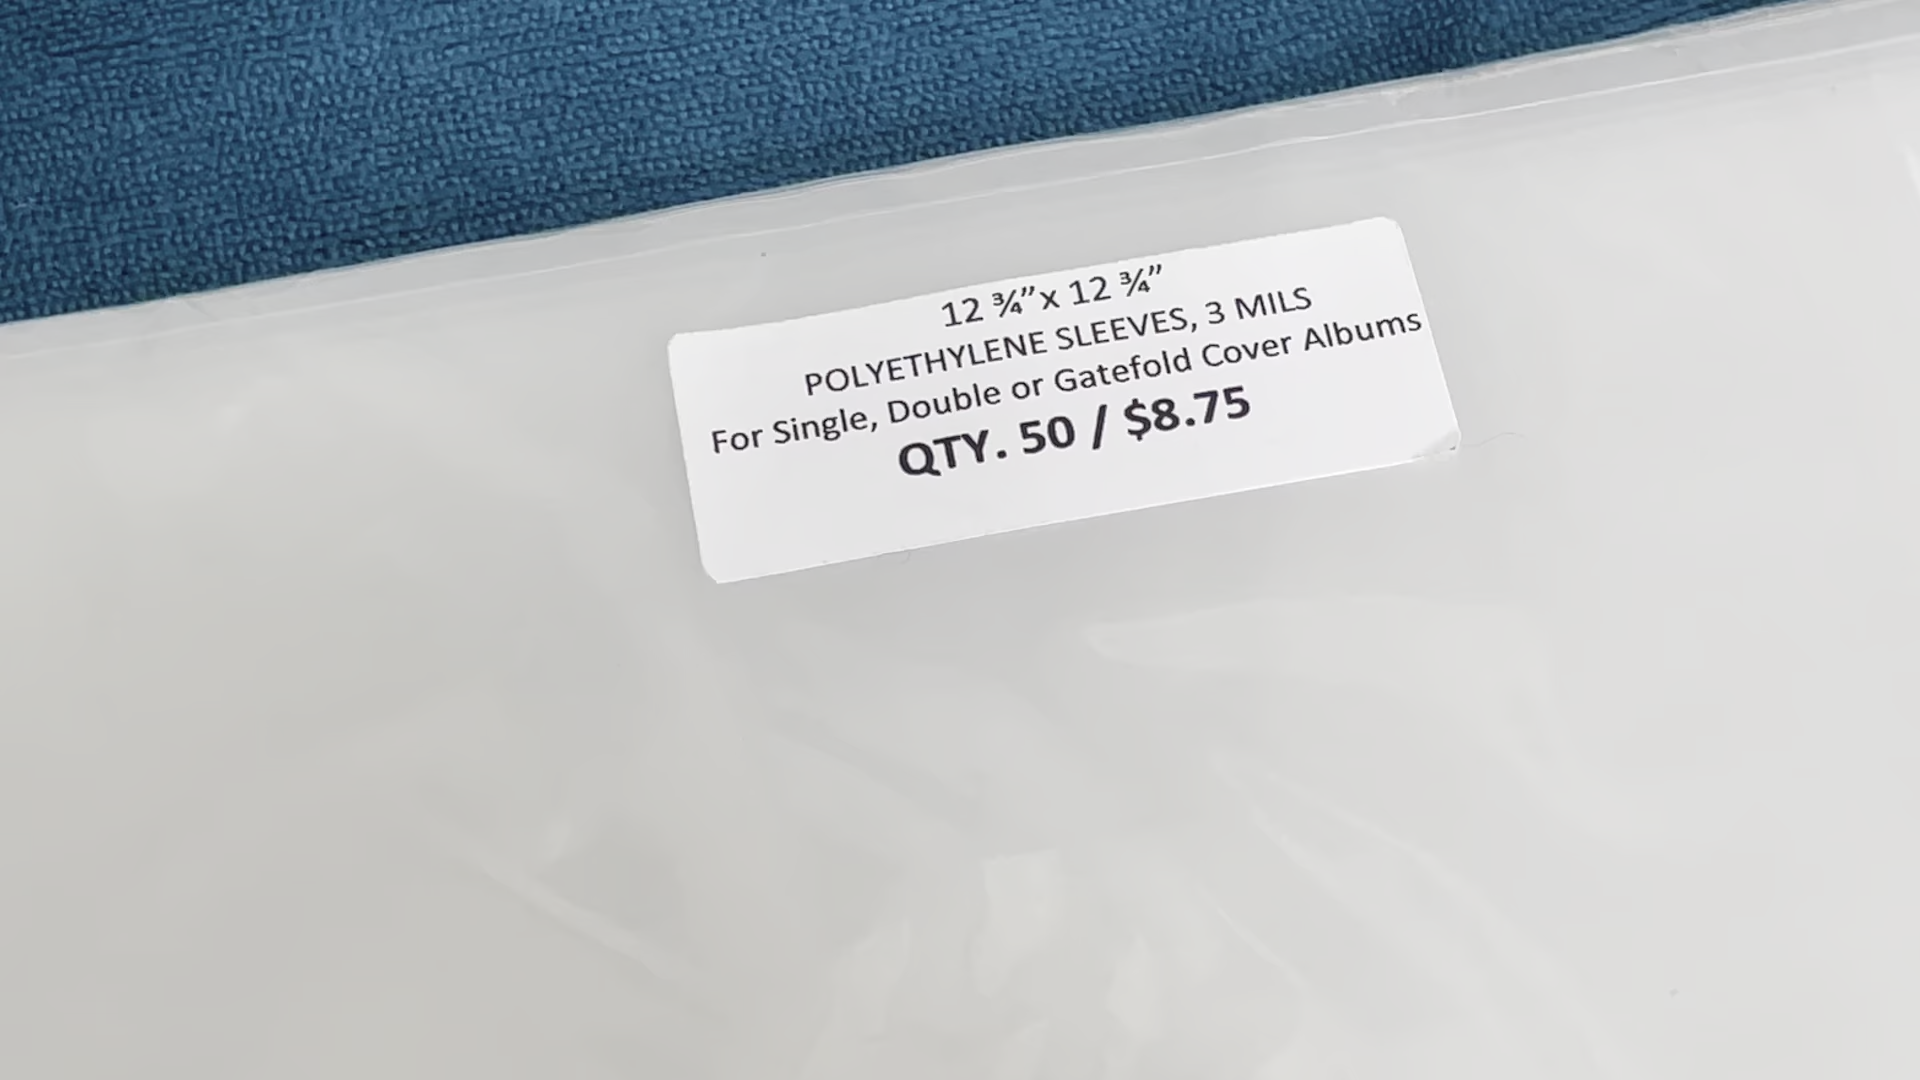 12 ¾” x 12 ¾”
POLYETHYLENE SLEEVES, 3 MILS
For Single, Double or Gatefold Cover Albums
QTY. 50 / $8.75